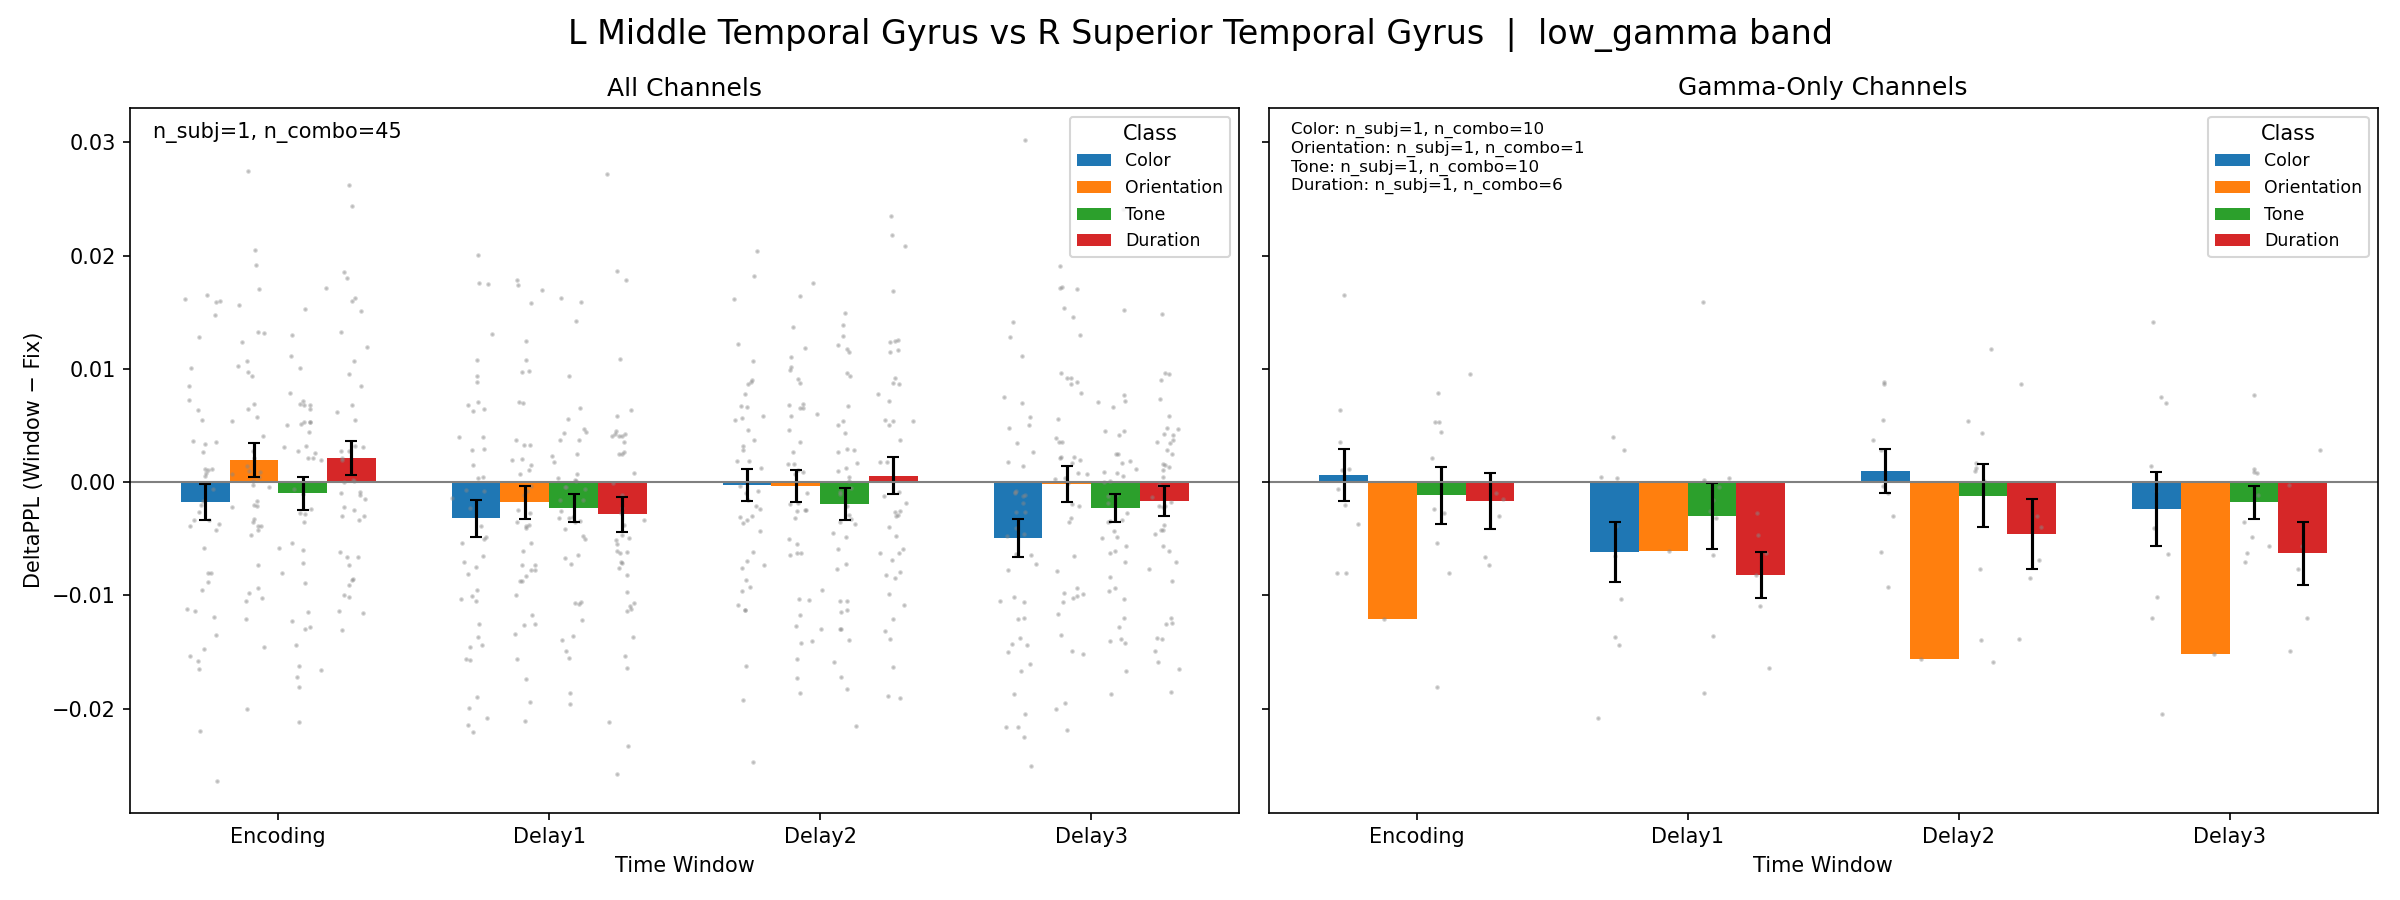 L Middle Temporal Gyrus vs R Superior Temporal Gyrus | low_gamma band
All Channels
n_subj=1, n_combo=45
Class
Color
Orientation
Tone
Duration
0.03
0.02
0.01
0.00
−0.01
−0.02
DeltaPPL (Window − Fix)
Encoding
Delay1
Delay2
Delay3
Time Window
Gamma-Only Channels
Color: n_subj=1, n_combo=10
Orientation: n_subj=1, n_combo=1
Tone: n_subj=1, n_combo=10
Duration: n_subj=1, n_combo=6
Class
Color
Orientation
Tone
Duration
Encoding
Delay1
Delay2
Delay3
Time Window